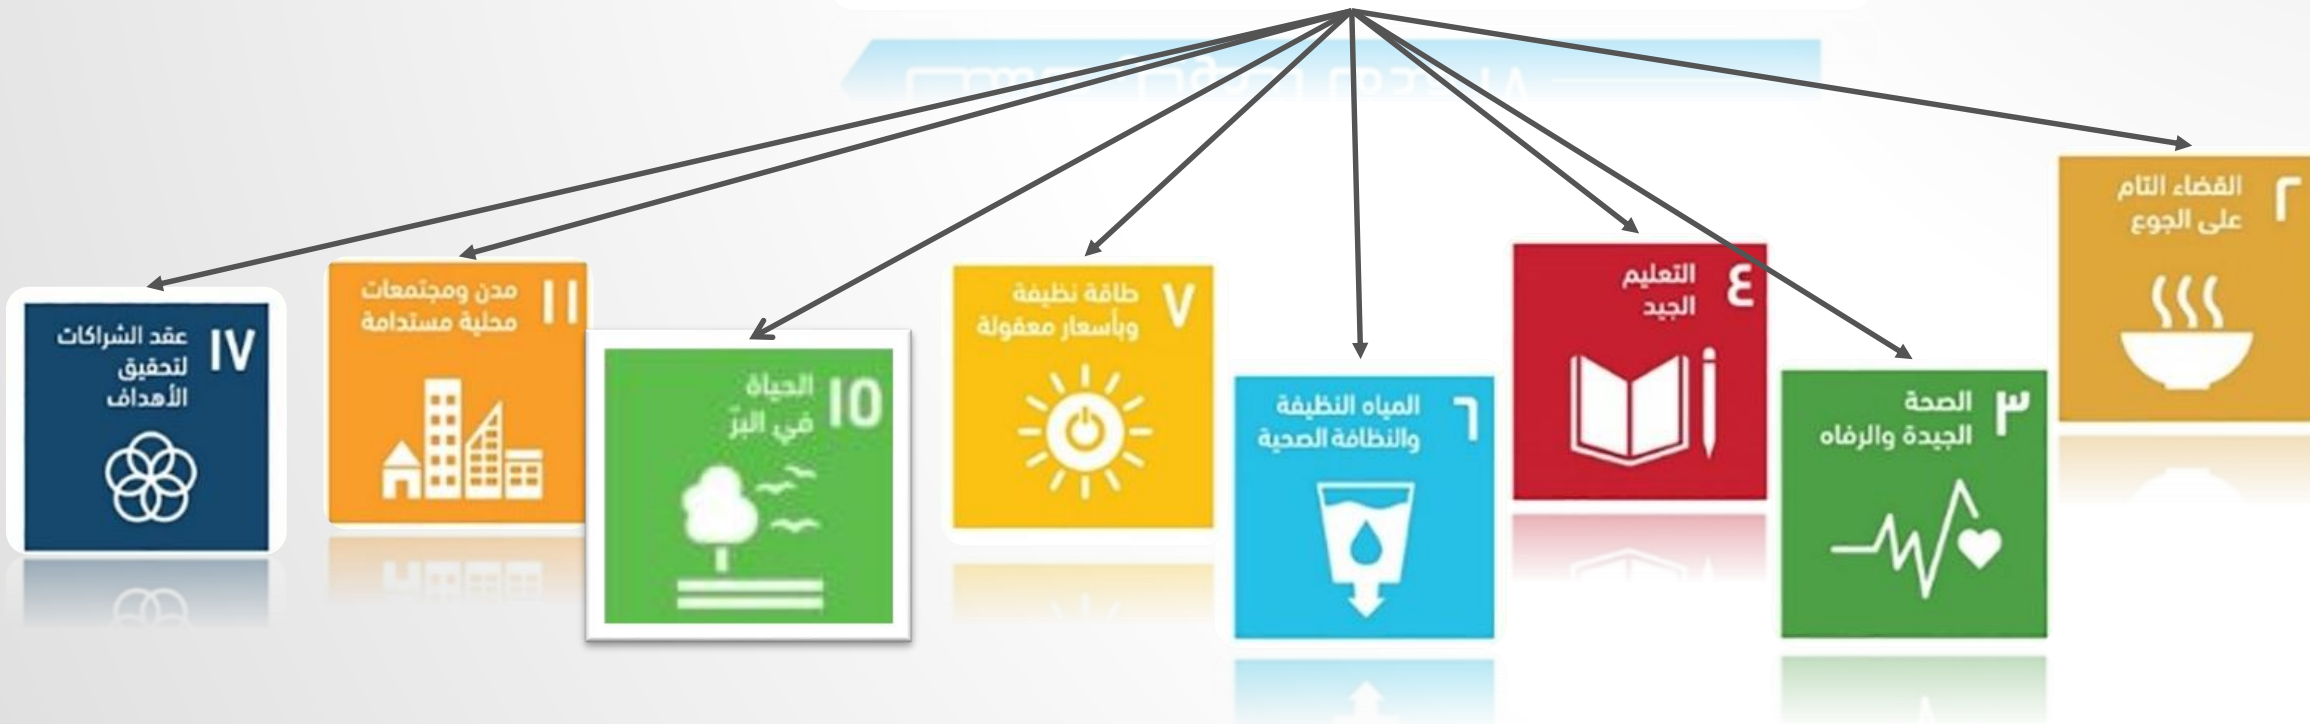 ٢
القضاء التام
على الجوع
٣
الصحة
الجيدة والرفاه
٤
التعليم
الجيد
٦
المياه النظيفة
والنظافة الصحية
٧
طاقة نظيفة
وبأسعار معقولة
١٥
الحياة
في البرّ
١١
مدن ومجتمعات
محلية مستدامة
١٧
عقد الشراكات
لتحقيق
الأهداف